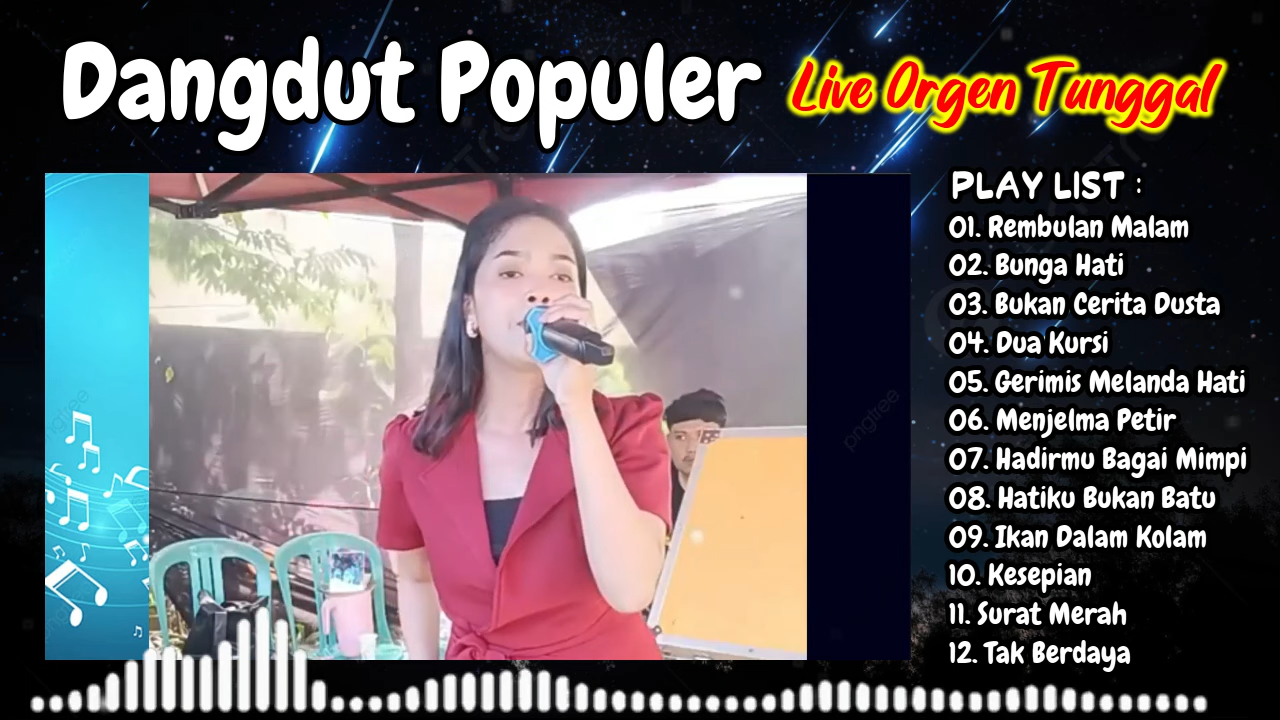 Dangdut Populer
Live Orgen Tunggal
PLAY LIST :
01. Rembulan Malam
02. Bunga Hati
03. Bukan Cerita Dusta
04. Dua Kursi
05. Gerimis Melanda Hati
06. Menjelma Petir
07. Hadirmu Bagai Mimpi
08. Hatiku Bukan Batu
09. Ikan Dalam Kolam
10. Kesepian
11. Surat Merah
12. Tak Berdaya
pngtree